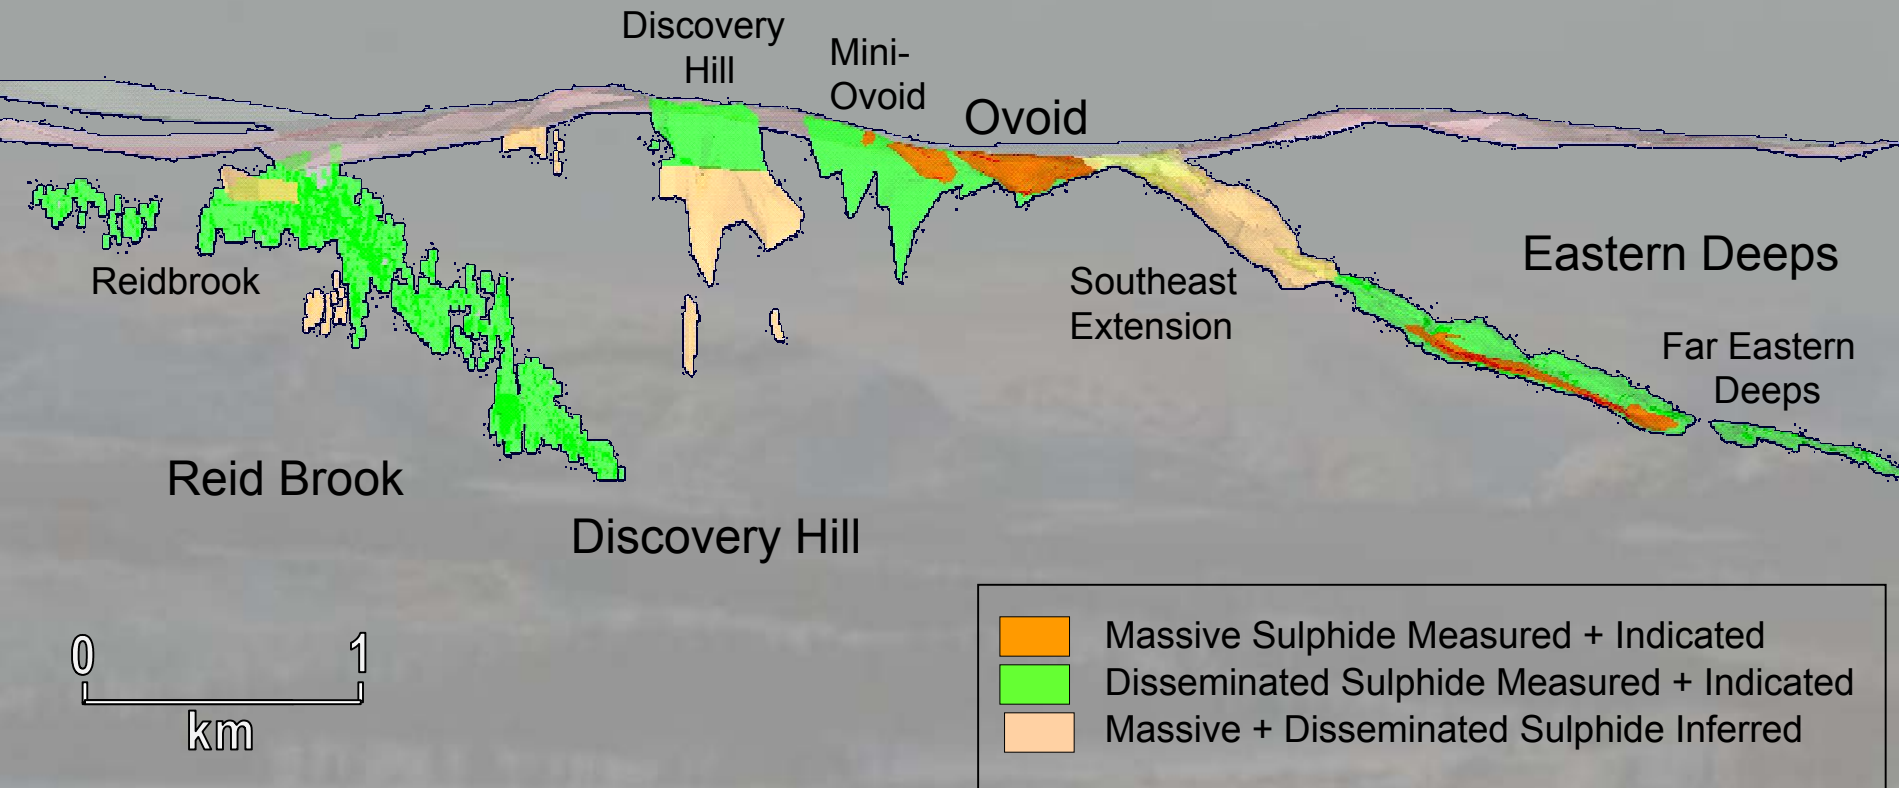 Discovery
Hill
Mini-
Ovoid
Ovoid
Reidbrook
Southeast
Extension
Eastern Deeps
Far Eastern
Deeps
Reid Brook
Discovery Hill
0 1
km
Massive Sulphide Measured + Indicated
Disseminated Sulphide Measured + Indicated
Massive + Disseminated Sulphide Inferred